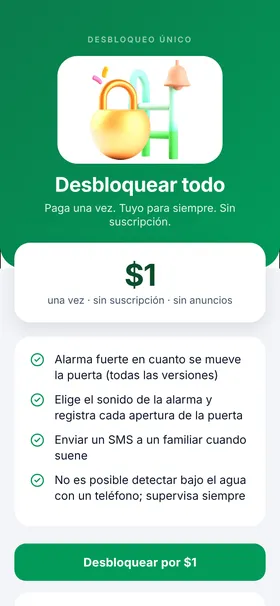 DESBLOQUEO ÚNICO
Desbloquear todo
Paga una vez. Tuyo para siempre. Sin
suscripción.
$1
una vez · sin suscripción · sin anuncios
Alarma fuerte en cuanto se mueve
la puerta (todas las versiones)
Elige el sonido de la alarma y
registra cada apertura de la puerta
Enviar un SMS a un familiar cuando
suene
No es posible detectar bajo el agua
con un teléfono; supervisa siempre
Desbloquear por $1